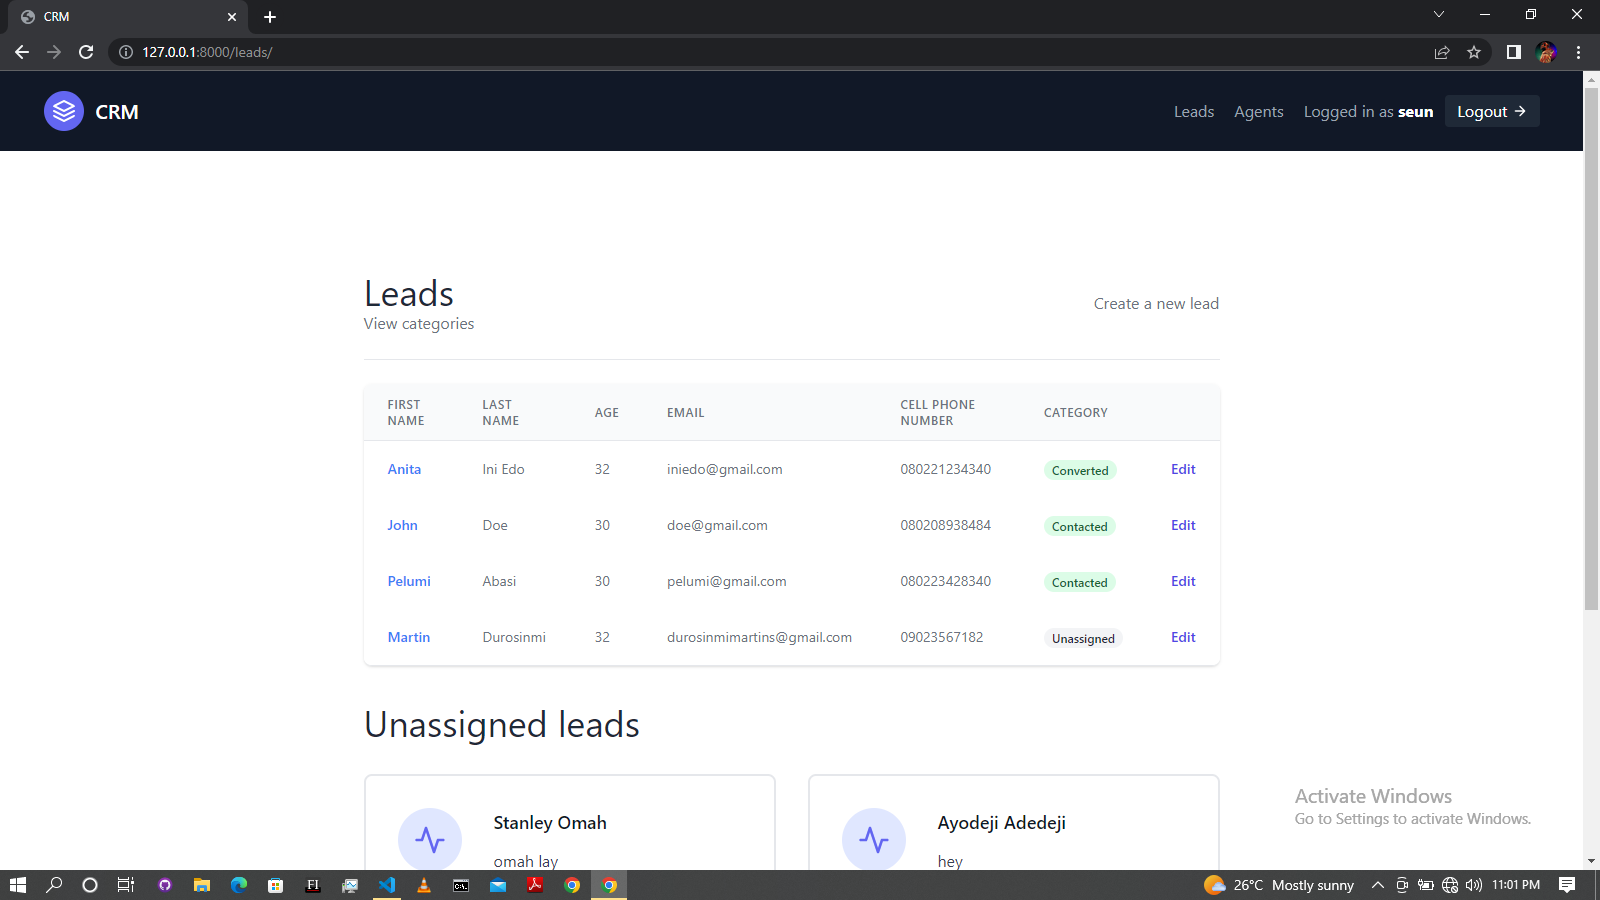 CRM
127.0.0.1:8000/leads/
CRM
Leads Agents Logged in as seun Logout →
Leads
View categories
Create a new lead
FIRST NAME LAST NAME AGE EMAIL CELL PHONE NUMBER CATEGORY
Anita Ini Edo 32 iniedo@gmail.com 080221234340 Converted Edit
John Doe 30 doe@gmail.com 080208938484 Contacted Edit
Pelumi Abasi 30 pelumi@gmail.com 080223428340 Contacted Edit
Martin Durosinmi 32 durosinmimartins@gmail.com 09023567182 Unassigned Edit
Unassigned leads
Stanley Omah
omah lay
Ayodeji Adedeji
hey
Activate Windows
Go to Settings to activate Windows.
FI
26°C Mostly sunny
11:01 PM